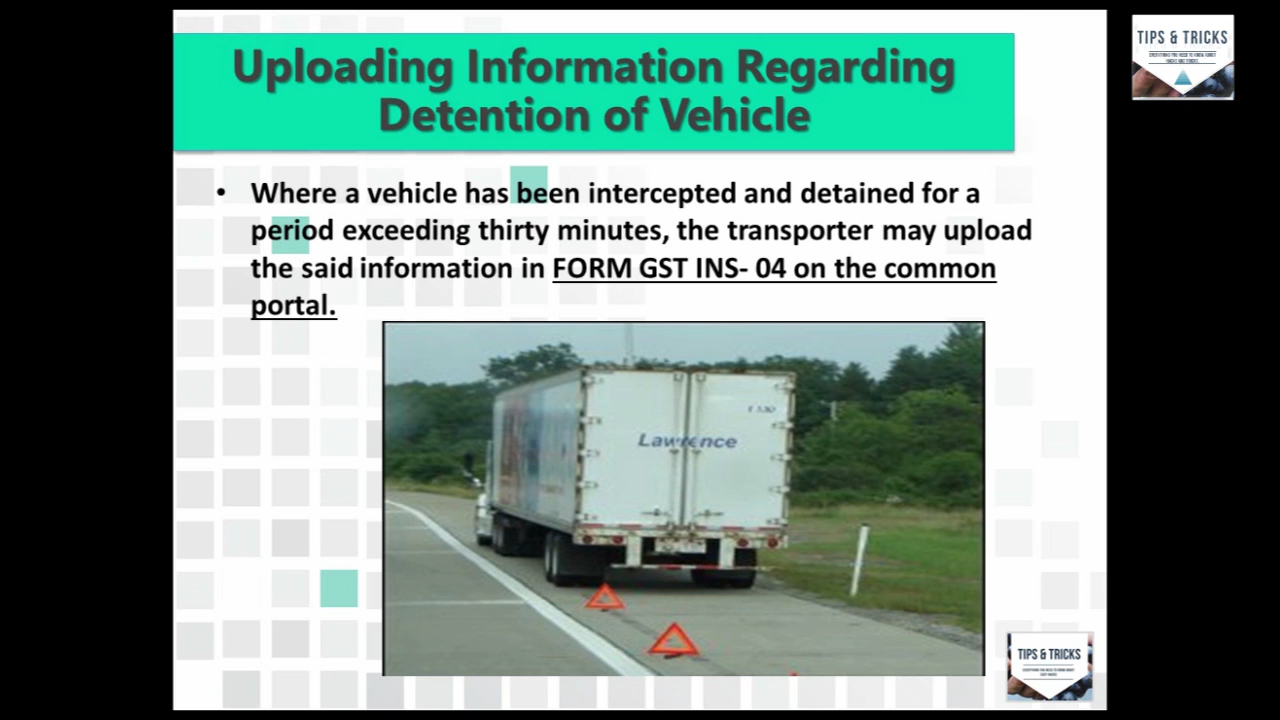 Uploading Information Regarding
Detention of Vehicle
TIPS & TRICKS
• Where a vehicle has been intercepted and detained for a
period exceeding thirty minutes, the transporter may upload
the said information in FORM GST INS- 04 on the common
portal.
Lawrence
TIPS & TRICKS